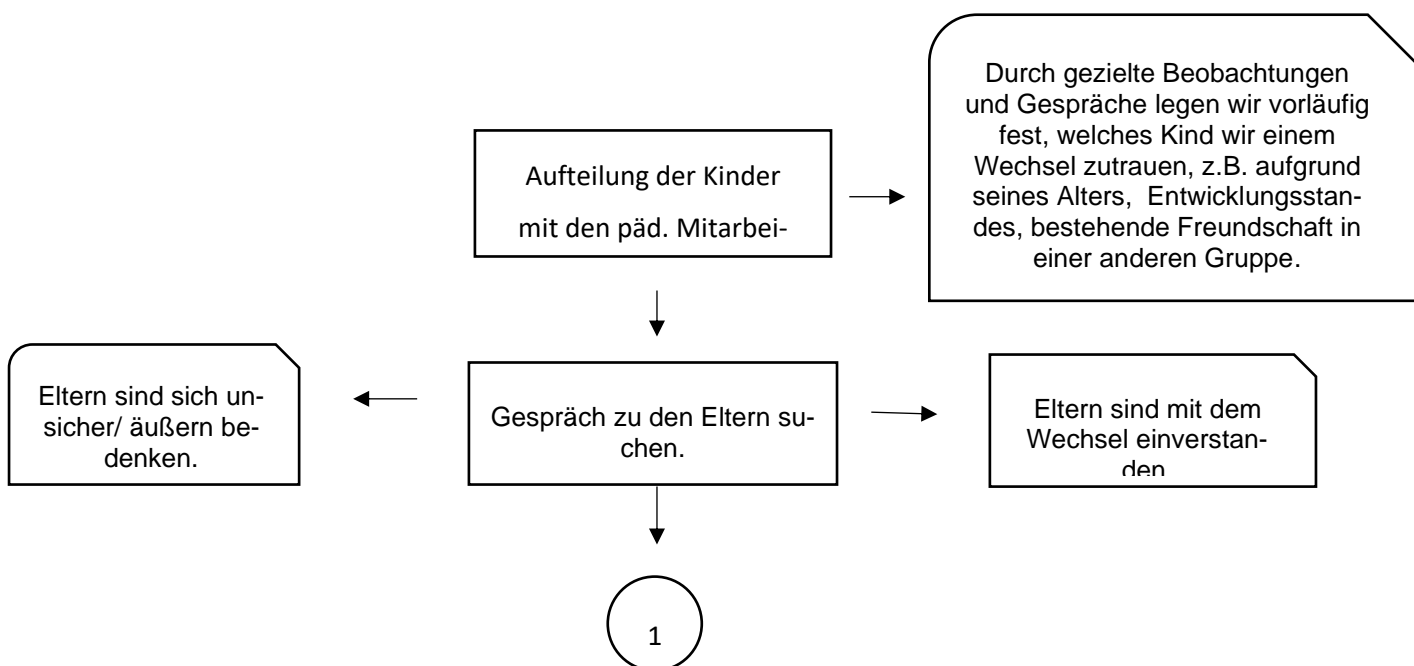 Durch gezielte Beobachtungen
und Gespräche legen wir vorläufig
fest, welches Kind wir einem
Wechsel zutrauen, z.B. aufgrund
seines Alters, Entwicklungsstan-
des, bestehende Freundschaft in
einer anderen Gruppe.
Aufteilung der Kinder
mit den päd. Mitarbei-
Eltern sind sich un-
sicher/ äußern be-
denken.
Gespräch zu den Eltern su-
chen.
Eltern sind mit dem
Wechsel einverstan-
den
1